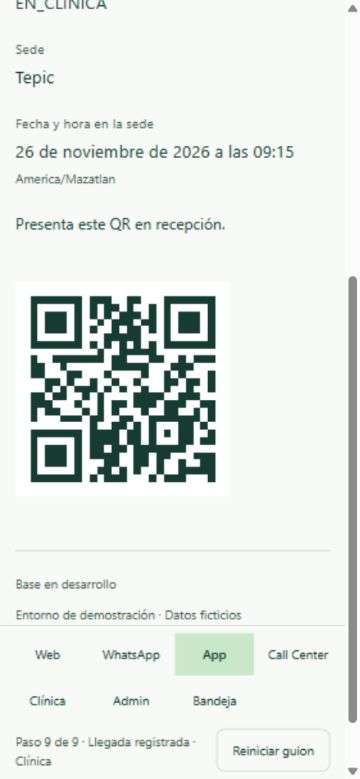 EN_CLINICA
Sede
Tepic
Fecha y hora en la sede
26 de noviembre de 2026 a las 09:15
America/Mazatlan
Presenta este QR en recepción.
Base en desarrollo
Entorno de demostración · Datos ficticios
Web WhatsApp App Call Center
Clínica Admin Bandeja
Paso 9 de 9 · Llegada registrada ·
Clínica
Reiniciar guion